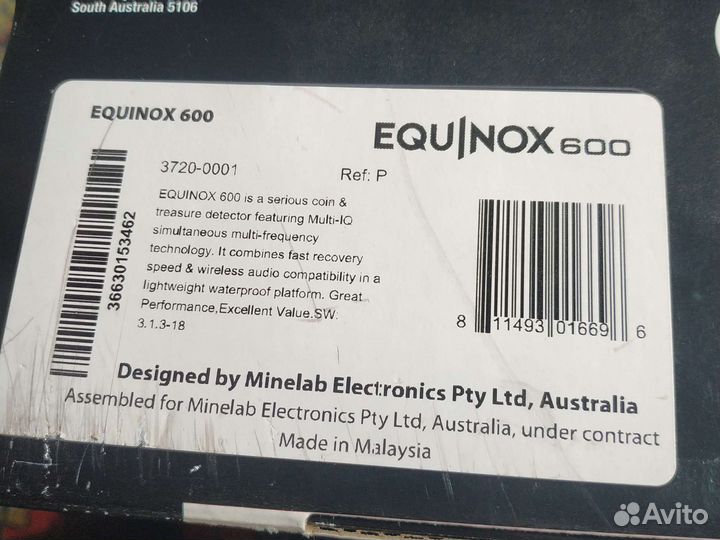 South Australia 5106
EQUINOX 600
EQUINOX 600
3720-0001
Ref: P
EQUINOX 600 is a serious coin &
treasure detector featuring Multi-IQ
simultaneous multi-frequency
technology. It combines fast recovery
speed & wireless audio compatibility in a
lightweight waterproof platform. Great
Performance,Excellent Value.SW:
3.1.3-18
36630153462
8 11493 01669 6
Designed by Minelab Electronics Pty Ltd, Australia
Assembled for Minelab Electronics Pty Ltd, Australia, under contract
Made in Malaysia
Avito